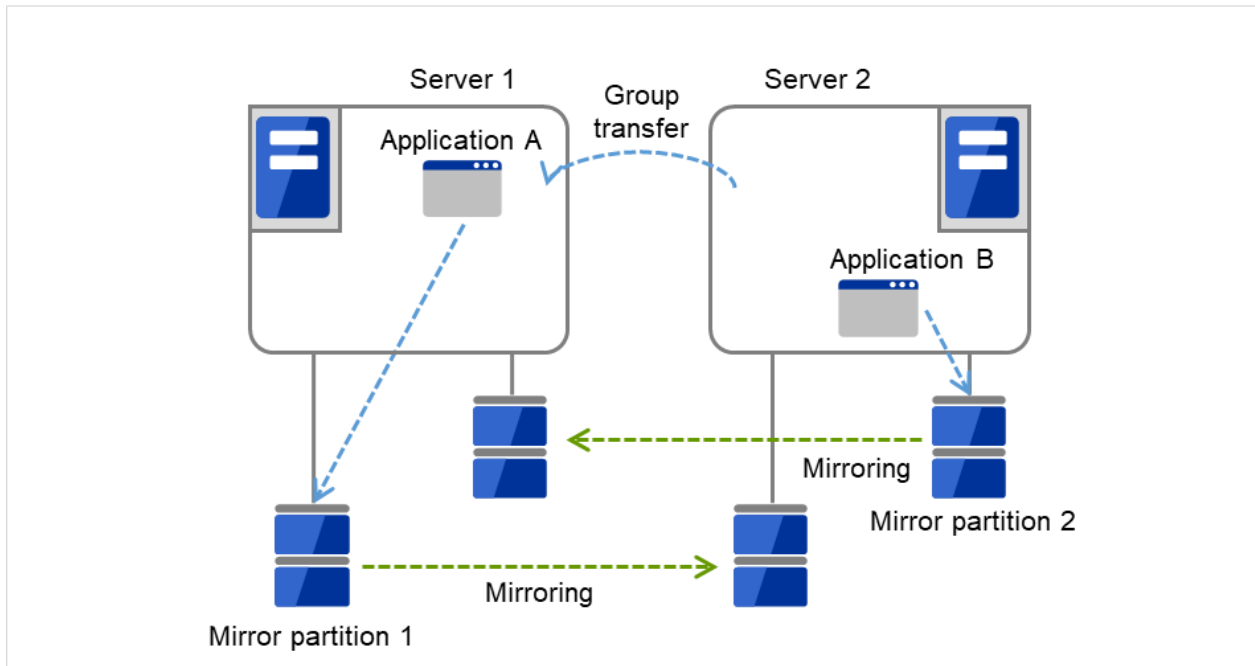 Server 1
Server 2
Group
transfer
Application A
Application B
Mirroring
Mirror partition 2
Mirroring
Mirror partition 1